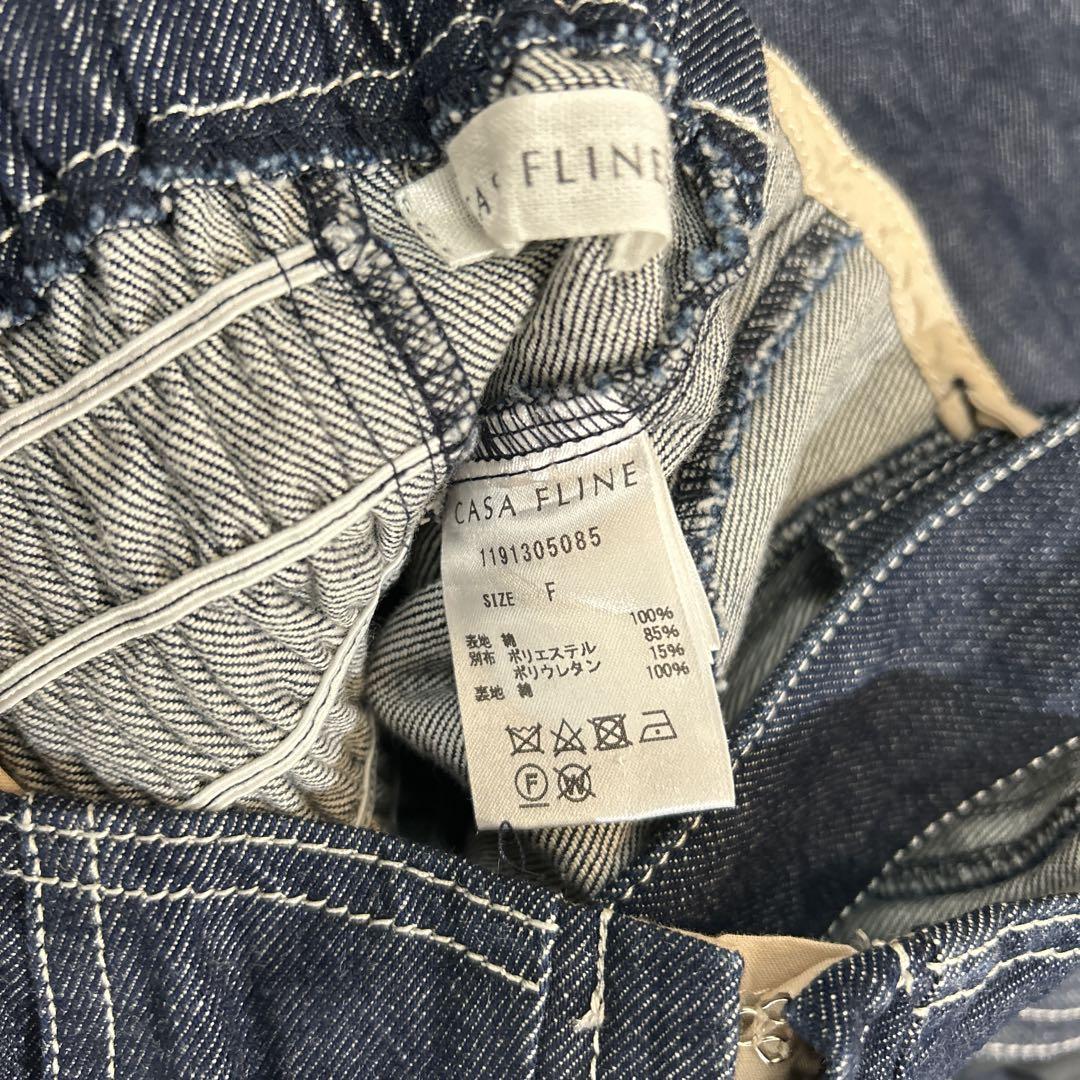 FLINE
CASA FLINE
1191305085
SIZE F
表地 綿 100%
別布 ポリエステル 85%
ポリウレタン 15%
裏地 綿 100%
F W